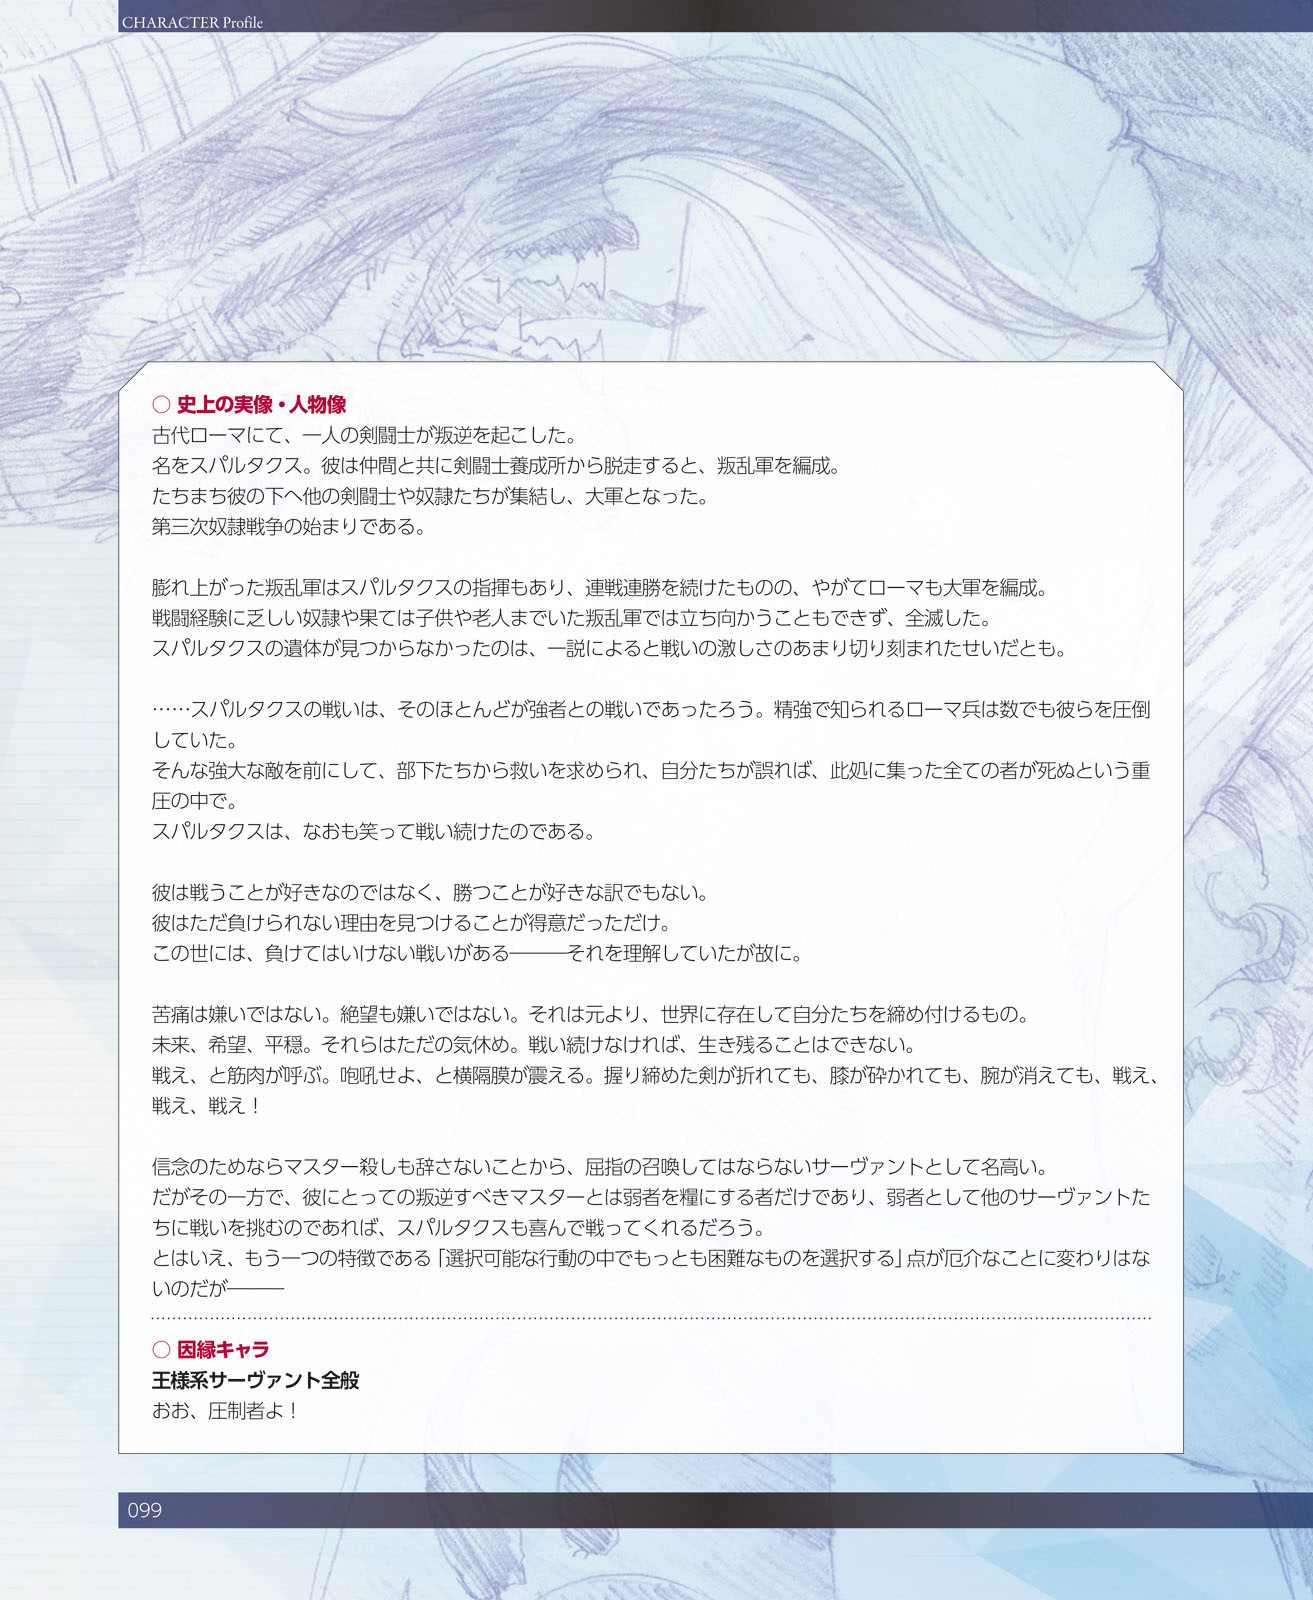 CHARACTER Profile
○ 史上の実像・人物像
古代ローマにて、一人の剣闘士が叛逆を起こした。
名をスパルタクス。彼は仲間と共に剣闘士養成所から脱走すると、叛乱軍を編成。
たちまち彼の下へ他の剣闘士や奴隷たちが集結し、大軍となった。
第三次奴隷戦争の始まりである。
膨れ上がった叛乱軍はスパルタクスの指揮もあり、連戦連勝を続けたものの、やがてローマも大軍を編成。
戦闘経験に乏しい奴隷や果ては子供や老人までいた叛乱軍では立ち向かうこともできず、全滅した。
スパルタクスの遺体が見つからなかったのは、一説によると戦いの激しさのあまり切り刻まれたせいだとも。
……スパルタクスの戦いは、そのほとんどが強者との戦いであったろう。精強で知られるローマ兵は数でも彼らを圧倒
していた。
そんな強大な敵を前にして、部下たちから救いを求められ、自分たちが誤れば、此処に集った全ての者が死ぬという重
圧の中で。
スパルタクスは、なおも笑って戦い続けたのである。
彼は戦うことが好きなのではなく、勝つことが好きな訳でもない。
彼はただ負けられない理由を見つけることが得意だっただけ。
この世には、負けてはいけない戦いがある―――それを理解していたが故に。
苦痛は嫌いではない。絶望も嫌いではない。それは元より、世界に存在して自分たちを締め付けるもの。
未来、希望、平穏。それらはただの気休め。戦い続けなければ、生き残ることはできない。
戦え、と筋肉が呼ぶ。咆吼せよ、と横隔膜が震える。握り締めた剣が折れても、膝が砕かれても、腕が消えても、戦え、
戦え、戦え！
信念のためならマスター殺しも辞さないことから、屈指の召喚してはならないサーヴァントとして名高い。
だがその一方で、彼にとっての叛逆すべきマスターとは弱者を糧にする者だけであり、弱者として他のサーヴァントた
ちに戦いを挑むのであれば、スパルタクスも喜んで戦ってくれるだろう。
とはいえ、もう一つの特徴である「選択可能な行動の中でもっとも困難なものを選択する」点が厄介なことに変わりはな
いのだが―――
○ 因縁キャラ
王様系サーヴァント全般
おお、圧制者よ！
099